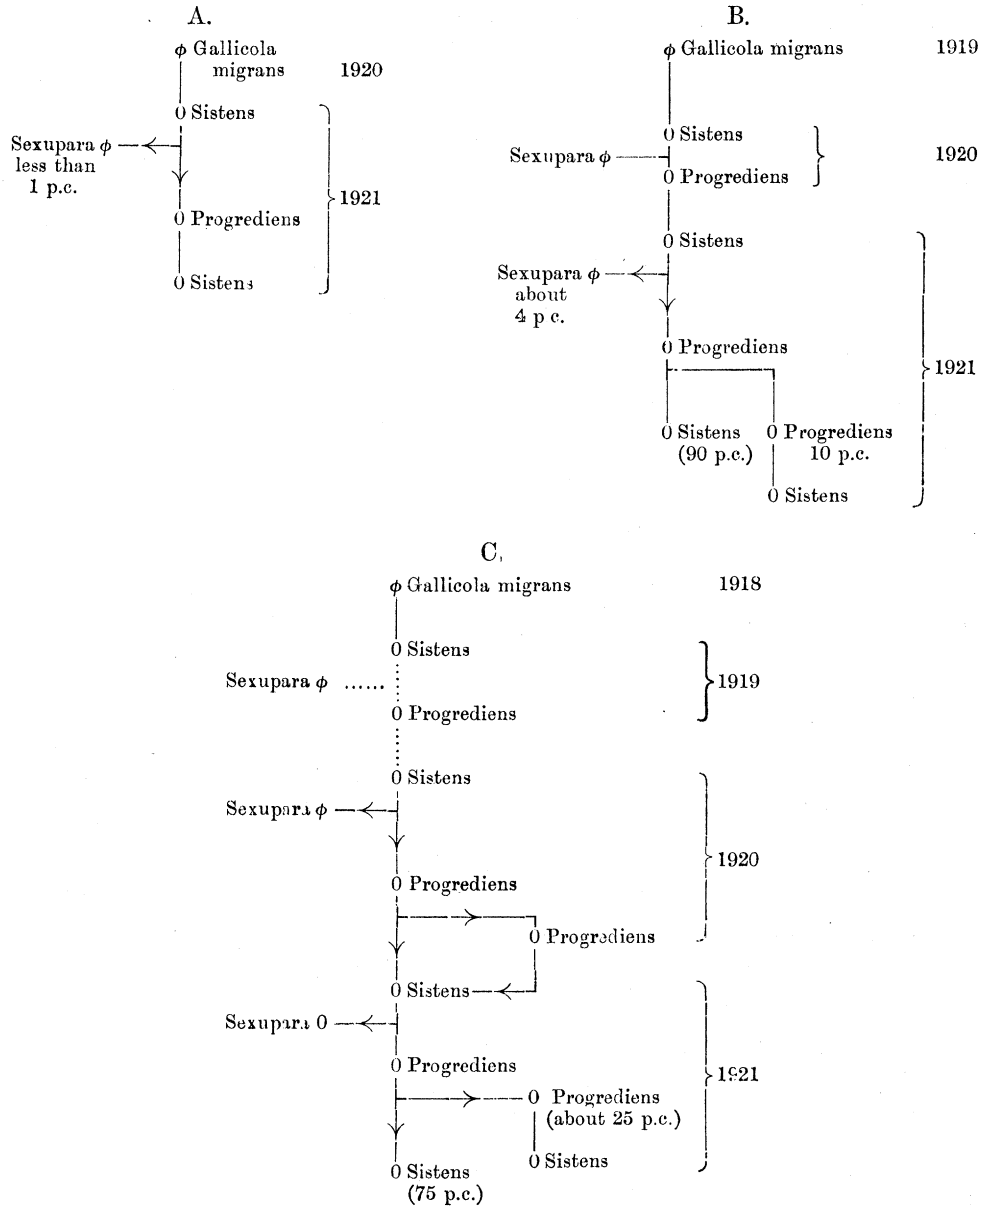 A.
ϕ Gallicola
migrans 1920
0 Sistens
Sexupara ϕ
less than
1 p.c.
1921
0 Progrediens
0 Sistens
B.
ϕ Gallicola migrans 1919
0 Sistens
Sexupara ϕ
1920
0 Progrediens
0 Sistens
Sexupara ϕ
about
4 p c.
0 Progrediens
1921
0 Sistens
(90 p.c.)
0 Progrediens
10 p.c.
0 Sistens
C.
ϕ Gallicola migrans 1918
0 Sistens
Sexupara ϕ ......
1919
0 Progrediens
0 Sistens
Sexupara ϕ
1920
0 Progrediens
0 Progrediens
0 Sistens
Sexupara 0
0 Progrediens
1921
0 Progrediens
(about 25 p.c.)
0 Sistens
0 Sistens
(75 p.c.)